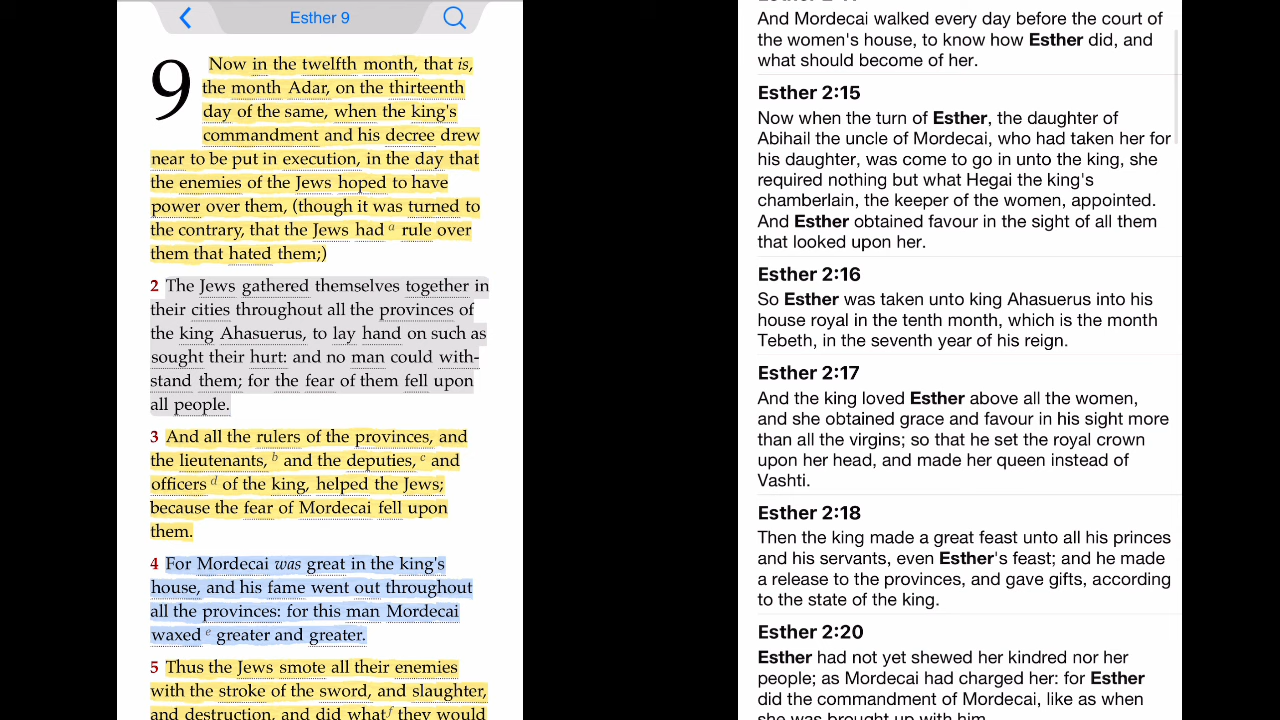 Esther 9
9 Now in the twelfth month, that is,
the month Adar, on the thirteenth
day of the same, when the king's
commandment and his decree drew
near to be put in execution, in the day that
the enemies of the Jews hoped to have
power over them, (though it was turned to
the contrary, that the Jews had a rule over
them that hated them;)
2 The Jews gathered themselves together in
their cities throughout all the provinces of
the king Ahasuerus, to lay hand on such as
sought their hurt: and no man could with-
stand them; for the fear of them fell upon
all people.
3 And all the rulers of the provinces, and
the lieutenants, b and the deputies, c and
officers d of the king, helped the Jews;
because the fear of Mordecai fell upon
them.
4 For Mordecai was great in the king's
house, and his fame went out throughout
all the provinces: for this man Mordecai
waxed e greater and greater.
5 Thus the Jews smote all their enemies
with the stroke of the sword, and slaughter,
and destruction, and did what f they would
And Mordecai walked every day before the court of
the women's house, to know how Esther did, and
what should become of her.
Esther 2:15
Now when the turn of Esther, the daughter of
Abihail the uncle of Mordecai, who had taken her for
his daughter, was come to go in unto the king, she
required nothing but what Hegai the king's
chamberlain, the keeper of the women, appointed.
And Esther obtained favour in the sight of all them
that looked upon her.
Esther 2:16
So Esther was taken unto king Ahasuerus into his
house royal in the tenth month, which is the month
Tebeth, in the seventh year of his reign.
Esther 2:17
And the king loved Esther above all the women,
and she obtained grace and favour in his sight more
than all the virgins; so that he set the royal crown
upon her head, and made her queen instead of
Vashti.
Esther 2:18
Then the king made a great feast unto all his princes
and his servants, even Esther's feast; and he made
a release to the provinces, and gave gifts, according
to the state of the king.
Esther 2:20
Esther had not yet shewed her kindred nor her
people; as Mordecai had charged her: for Esther
did the commandment of Mordecai, like as when
she was brought up with him.